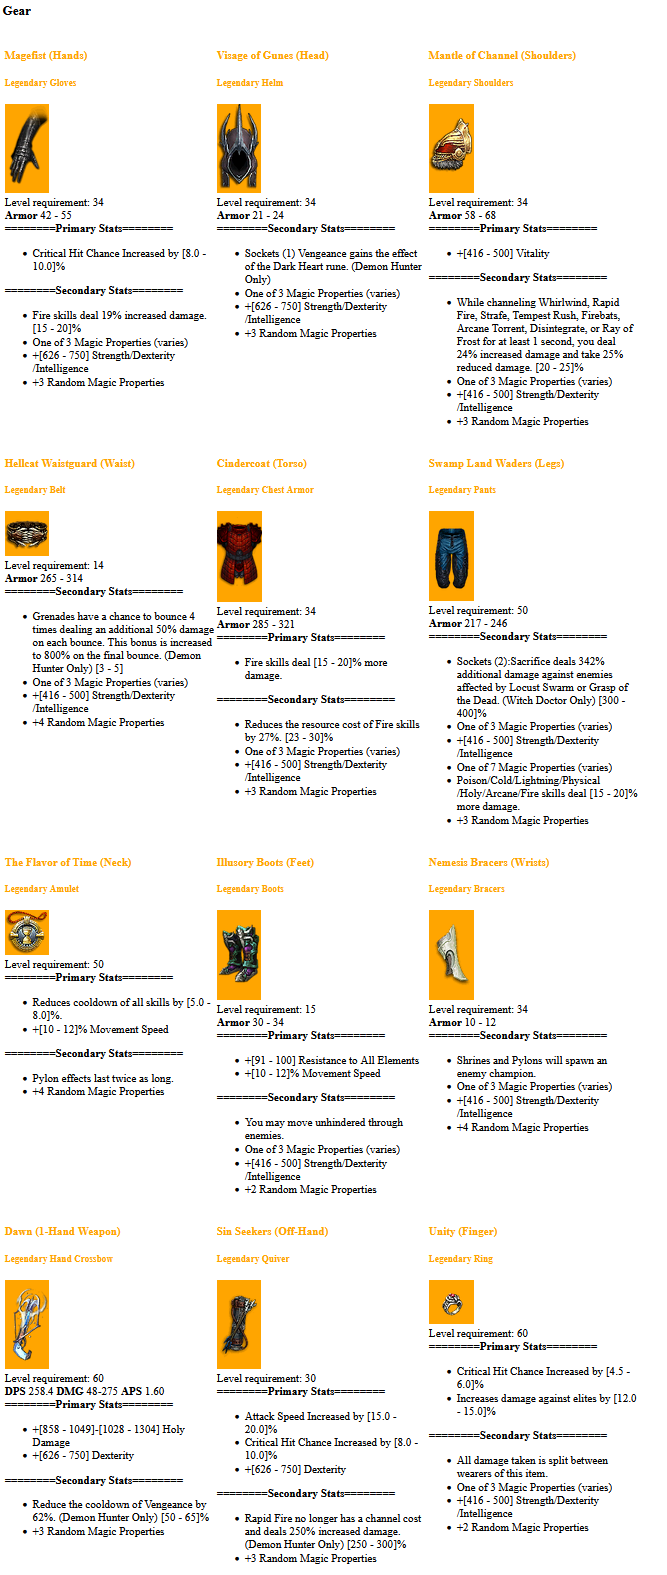 Gear
Magefist (Hands)
Legendary Gloves
Level requirement: 34
Armor 42 - 55
========Primary Stats========
Critical Hit Chance Increased by [8.0 -
10.0]%
========Secondary Stats========
Fire skills deal 19% increased damage.
[15 - 20]%
One of 3 Magic Properties (varies)
+[626 - 750] Strength/Dexterity
/Intelligence
+3 Random Magic Properties
Visage of Gunes (Head)
Legendary Helm
Level requirement: 34
Armor 21 - 24
========Secondary Stats========
Sockets (1) Vengeance gains the effect
of the Dark Heart rune. (Demon Hunter
Only)
One of 3 Magic Properties (varies)
+[626 - 750] Strength/Dexterity
/Intelligence
+3 Random Magic Properties
Mantle of Channel (Shoulders)
Legendary Shoulders
Level requirement: 34
Armor 58 - 68
========Primary Stats========
+[416 - 500] Vitality
========Secondary Stats========
While channeling Whirlwind, Rapid
Fire, Strafe, Tempest Rush, Firebats,
Arcane Torrent, Disintegrate, or Ray of
Frost for at least 1 second, you deal
24% increased damage and take 25%
reduced damage. [20 - 25]%
One of 3 Magic Properties (varies)
+[416 - 500] Strength/Dexterity
/Intelligence
+3 Random Magic Properties
Hellcat Waistguard (Waist)
Legendary Belt
Level requirement: 14
Armor 265 - 314
========Secondary Stats========
Grenades have a chance to bounce 4
times dealing an additional 50% damage
on each bounce. This bonus is increased
to 800% on the final bounce. (Demon
Hunter Only) [3 - 5]
One of 3 Magic Properties (varies)
+[416 - 500] Strength/Dexterity
/Intelligence
+4 Random Magic Properties
Cindercoat (Torso)
Legendary Chest Armor
Level requirement: 34
Armor 285 - 321
========Primary Stats========
Fire skills deal [15 - 20]% more
damage.
========Secondary Stats========
Reduces the resource cost of Fire skills
by 27%. [23 - 30]%
One of 3 Magic Properties (varies)
+[416 - 500] Strength/Dexterity
/Intelligence
+3 Random Magic Properties
Swamp Land Waders (Legs)
Legendary Pants
Level requirement: 50
Armor 217 - 246
========Secondary Stats========
Sockets (2):Sacrifice deals 342%
additional damage against enemies
affected by Locust Swarm or Grasp of
the Dead. (Witch Doctor Only) [300 -
400]%
One of 3 Magic Properties (varies)
+[416 - 500] Strength/Dexterity
/Intelligence
One of 7 Magic Properties (varies)
Poison/Cold/Lightning/Physical
/Holy/Arcane/Fire skills deal [15 - 20]%
more damage.
+3 Random Magic Properties
The Flavor of Time (Neck)
Legendary Amulet
Level requirement: 50
========Primary Stats========
Reduces cooldown of all skills by [5.0 -
8.0]%.
+[10 - 12]% Movement Speed
========Secondary Stats========
Pylon effects last twice as long.
+4 Random Magic Properties
Illusory Boots (Feet)
Legendary Boots
Level requirement: 15
Armor 30 - 34
========Primary Stats========
+[91 - 100] Resistance to All Elements
+[10 - 12]% Movement Speed
========Secondary Stats========
You may move unhindered through
enemies.
One of 3 Magic Properties (varies)
+[416 - 500] Strength/Dexterity
/Intelligence
+2 Random Magic Properties
Nemesis Bracers (Wrists)
Legendary Bracers
Level requirement: 34
Armor 10 - 12
========Secondary Stats========
Shrines and Pylons will spawn an
enemy champion.
One of 3 Magic Properties (varies)
+[416 - 500] Strength/Dexterity
/Intelligence
+4 Random Magic Properties
Dawn (1-Hand Weapon)
Legendary Hand Crossbow
Level requirement: 60
DPS 258.4 DMG 48-275 APS 1.60
========Primary Stats========
+[858 - 1049]-[1028 - 1304] Holy
Damage
+[626 - 750] Dexterity
========Secondary Stats========
Reduce the cooldown of Vengeance by
62%. (Demon Hunter Only) [50 - 65]%
+3 Random Magic Properties
Sin Seekers (Off-Hand)
Legendary Quiver
Level requirement: 30
========Primary Stats========
Attack Speed Increased by [15.0 -
20.0]%
Critical Hit Chance Increased by [8.0 -
10.0]%
+[626 - 750] Dexterity
========Secondary Stats========
Rapid Fire no longer has a channel cost
and deals 250% increased damage.
(Demon Hunter Only) [250 - 300]%
+3 Random Magic Properties
Unity (Finger)
Legendary Ring
Level requirement: 60
========Primary Stats========
Critical Hit Chance Increased by [4.5 -
6.0]%
Increases damage against elites by [12.0
- 15.0]%
========Secondary Stats========
All damage taken is split between
wearers of this item.
One of 3 Magic Properties (varies)
+[416 - 500] Strength/Dexterity
/Intelligence
+2 Random Magic Properties